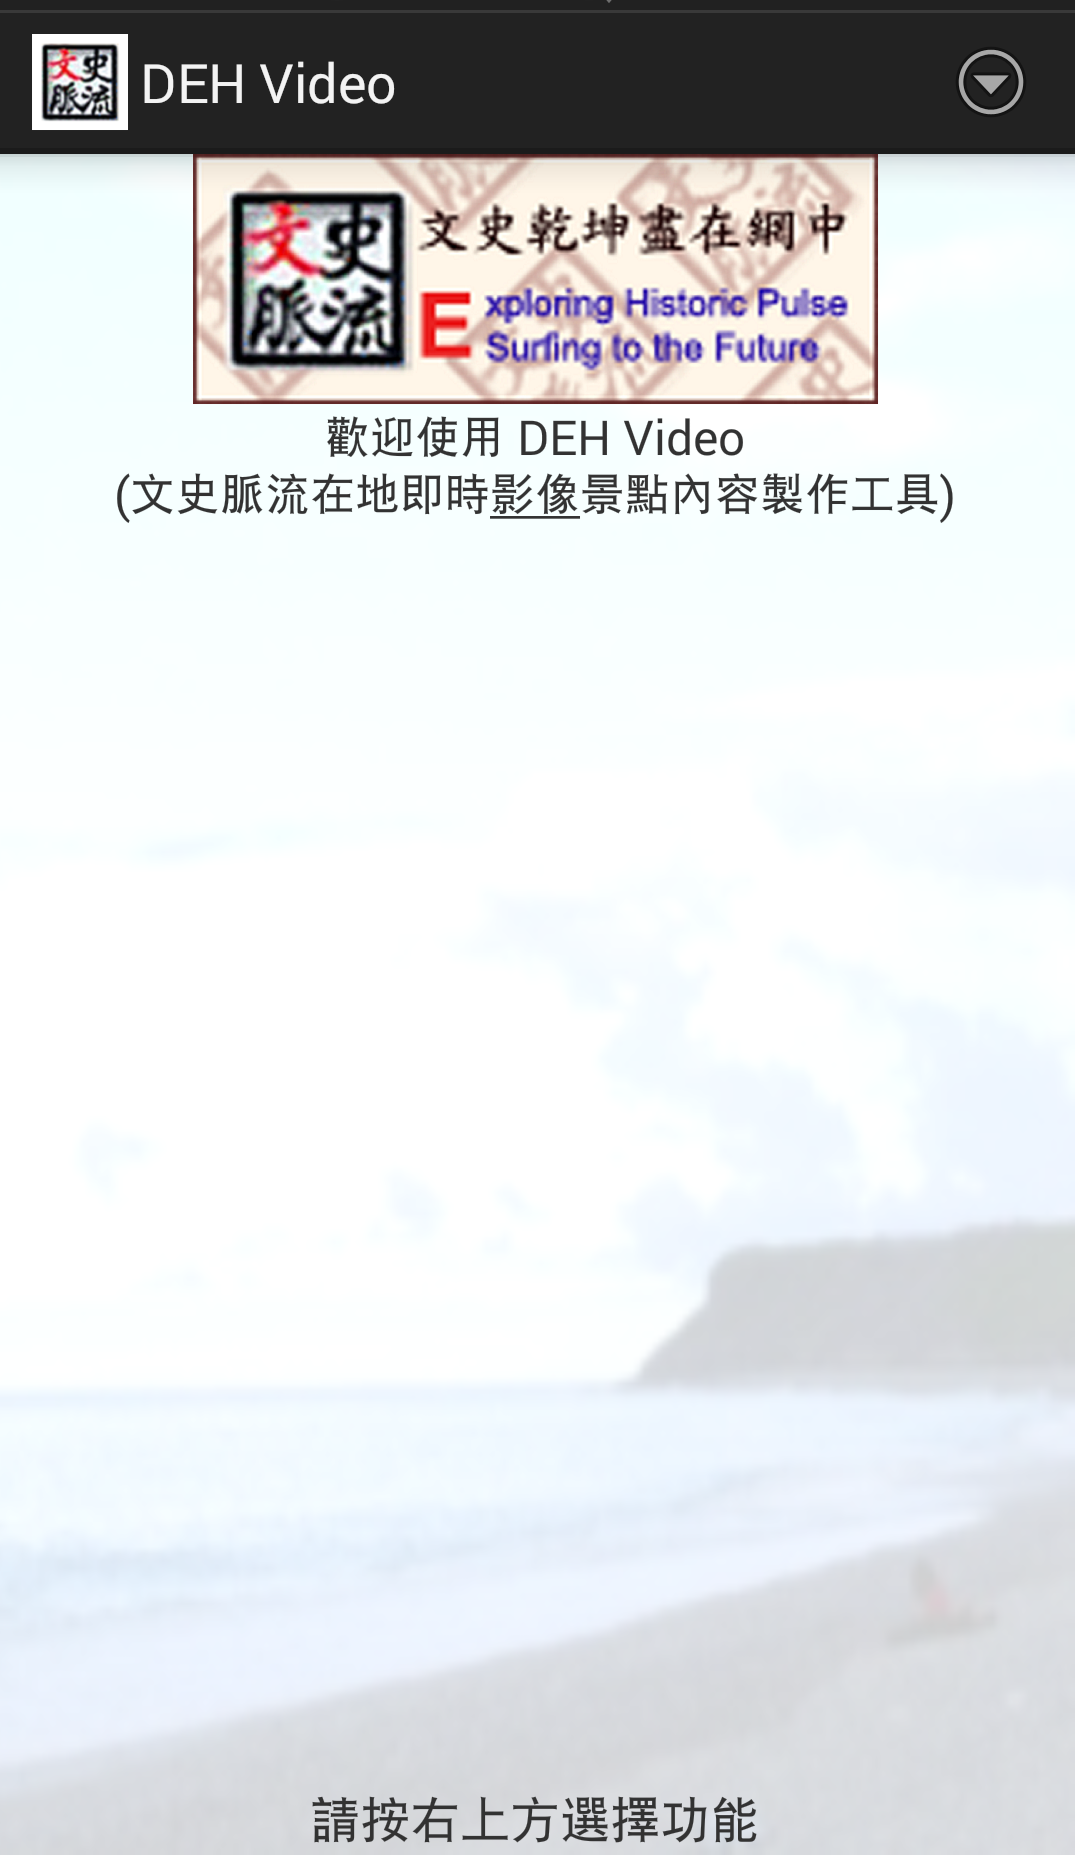 文史脈流 DEH Video
文史
脈流
文史乾坤盡在網中
Exploring Historic Pulse
Surfing to the Future
歡迎使用 DEH Video
(文史脈流在地即時影像景點內容製作工具)
請按右上方選擇功能